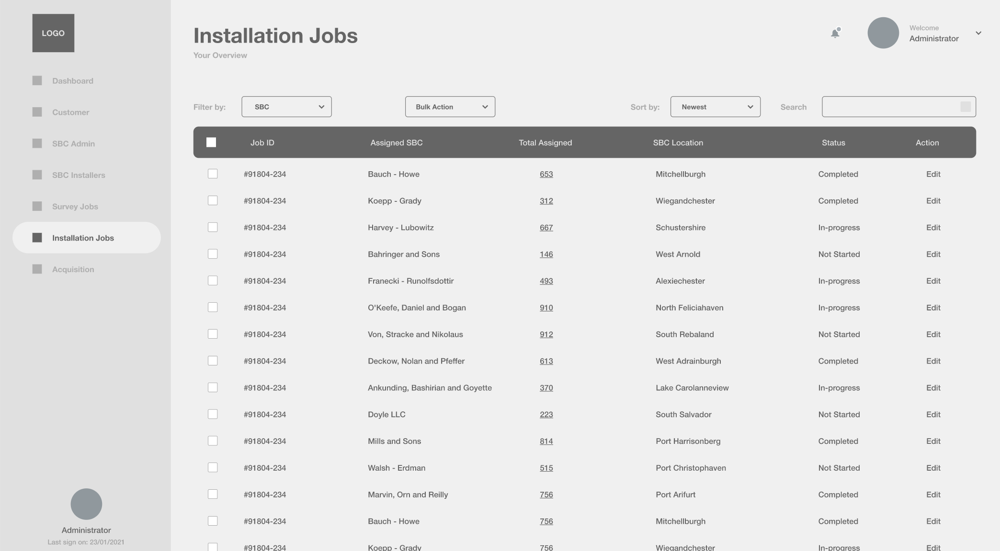 LOGO
Dashboard
Customer
SBC Admin
SBC Installers
Survey Jobs
Installation Jobs
Acquisition
Administrator
Last sign on: 23/01/2021
Installation Jobs
Your Overview
Welcome
Administrator
Filter by: SBC Bulk Action Sort by: Newest Search
Job ID Assigned SBC Total Assigned SBC Location Status Action
#91804-234 Bauch - Howe 653 Mitchellburgh Completed Edit
#91804-234 Koepp - Grady 312 Wiegandchester Completed Edit
#91804-234 Harvey - Lubowitz 667 Schustershire In-progress Edit
#91804-234 Bahringer and Sons 146 West Arnold Not Started Edit
#91804-234 Franecki - Runolfsdottir 493 Alexiechester In-progress Edit
#91804-234 O'Keefe, Daniel and Bogan 910 North Feliciahaven In-progress Edit
#91804-234 Von, Stracke and Nikolaus 912 South Rebaland Not Started Edit
#91804-234 Deckow, Nolan and Pfeffer 613 West Adrainburgh Completed Edit
#91804-234 Ankunding, Bashirian and Goyette 370 Lake Carolanneview In-progress Edit
#91804-234 Doyle LLC 223 South Salvador Not Started Edit
#91804-234 Mills and Sons 814 Port Harrisonberg Completed Edit
#91804-234 Walsh - Erdman 515 Port Christophaven Not Started Edit
#91804-234 Marvin, Orn and Reilly 756 Port Arifurt Completed Edit
#91804-234 Bauch - Howe 756 Mitchellburgh Completed Edit
#91804-234 Koepp - Grady 756 Wiegandchester In-progress Edit